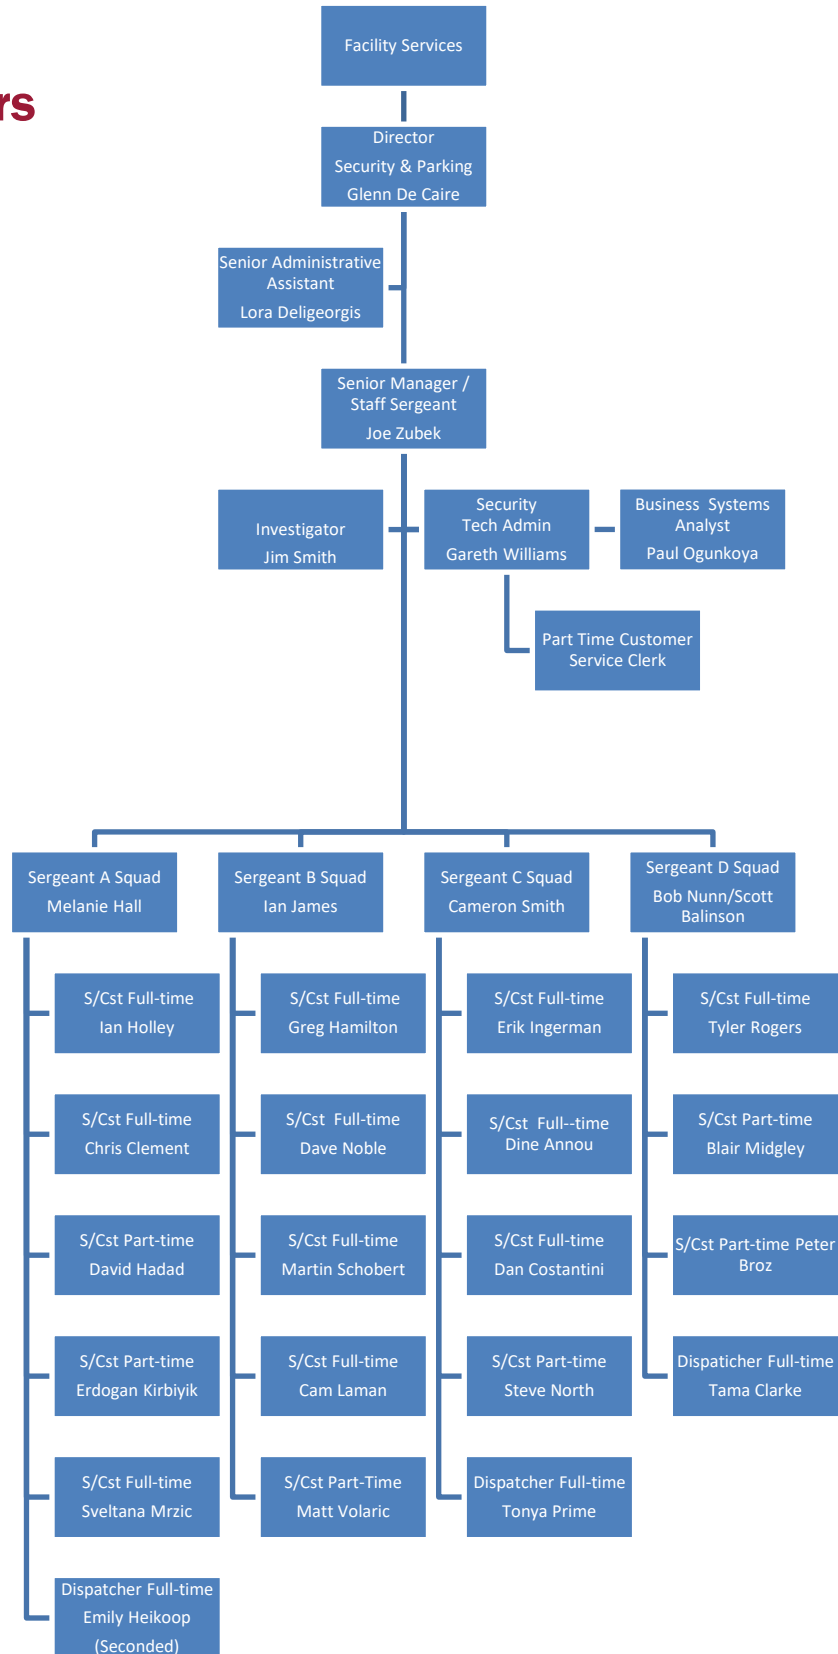 Facility Services
rs
Director
Security & Parking
Glenn De Caire
Senior Administrative
Assistant
Lora Deligeorgis
Senior Manager /
Staff Sergeant
Joe Zubek
Investigator
Jim Smith
Security
Tech Admin
Gareth Williams
Business Systems
Analyst
Paul Ogunkoya
Part Time Customer
Service Clerk
Sergeant A Squad
Melanie Hall
S/Cst Full-time
Ian Holley
S/Cst Full-time
Chris Clement
S/Cst Part-time
David Hadad
S/Cst Part-time
Erdogan Kirbiyik
S/Cst Full-time
Sveltana Mrzic
Dispatcher Full-time
Emily Heikoop
(Seconded)
Sergeant B Squad
Ian James
S/Cst Full-time
Greg Hamilton
S/Cst Full-time
Dave Noble
S/Cst Full-time
Martin Schobert
S/Cst Full-time
Cam Laman
S/Cst Part-Time
Matt Volaric
Sergeant C Squad
Cameron Smith
S/Cst Full-time
Erik Ingerman
S/Cst Full--time
Dine Annou
S/Cst Full-time
Dan Costantini
S/Cst Part-time
Steve North
Dispatcher Full-time
Tonya Prime
Sergeant D Squad
Bob Nunn/Scott
Balinson
S/Cst Full-time
Tyler Rogers
S/Cst Part-time
Blair Midgley
S/Cst Part-time Peter
Broz
Dispaticher Full-time
Tama Clarke